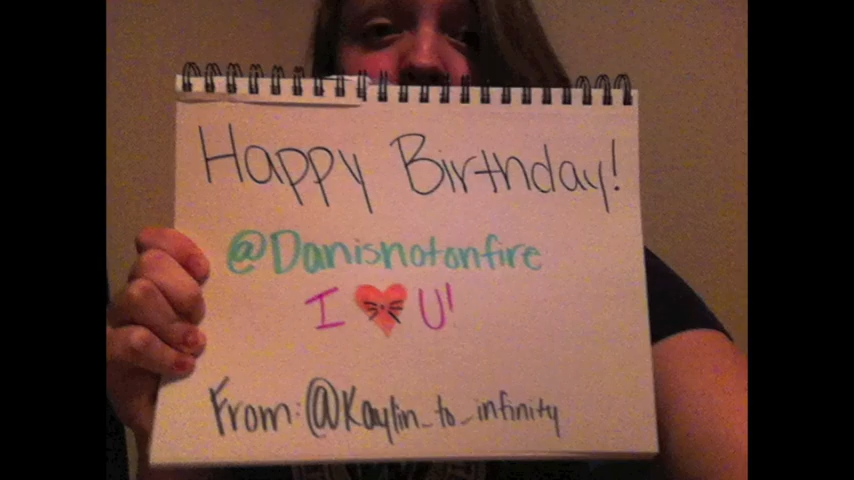 Happy Birthday!
@Danisnotonfire
I ♥ U!
From: @Kaylin_to_infinity